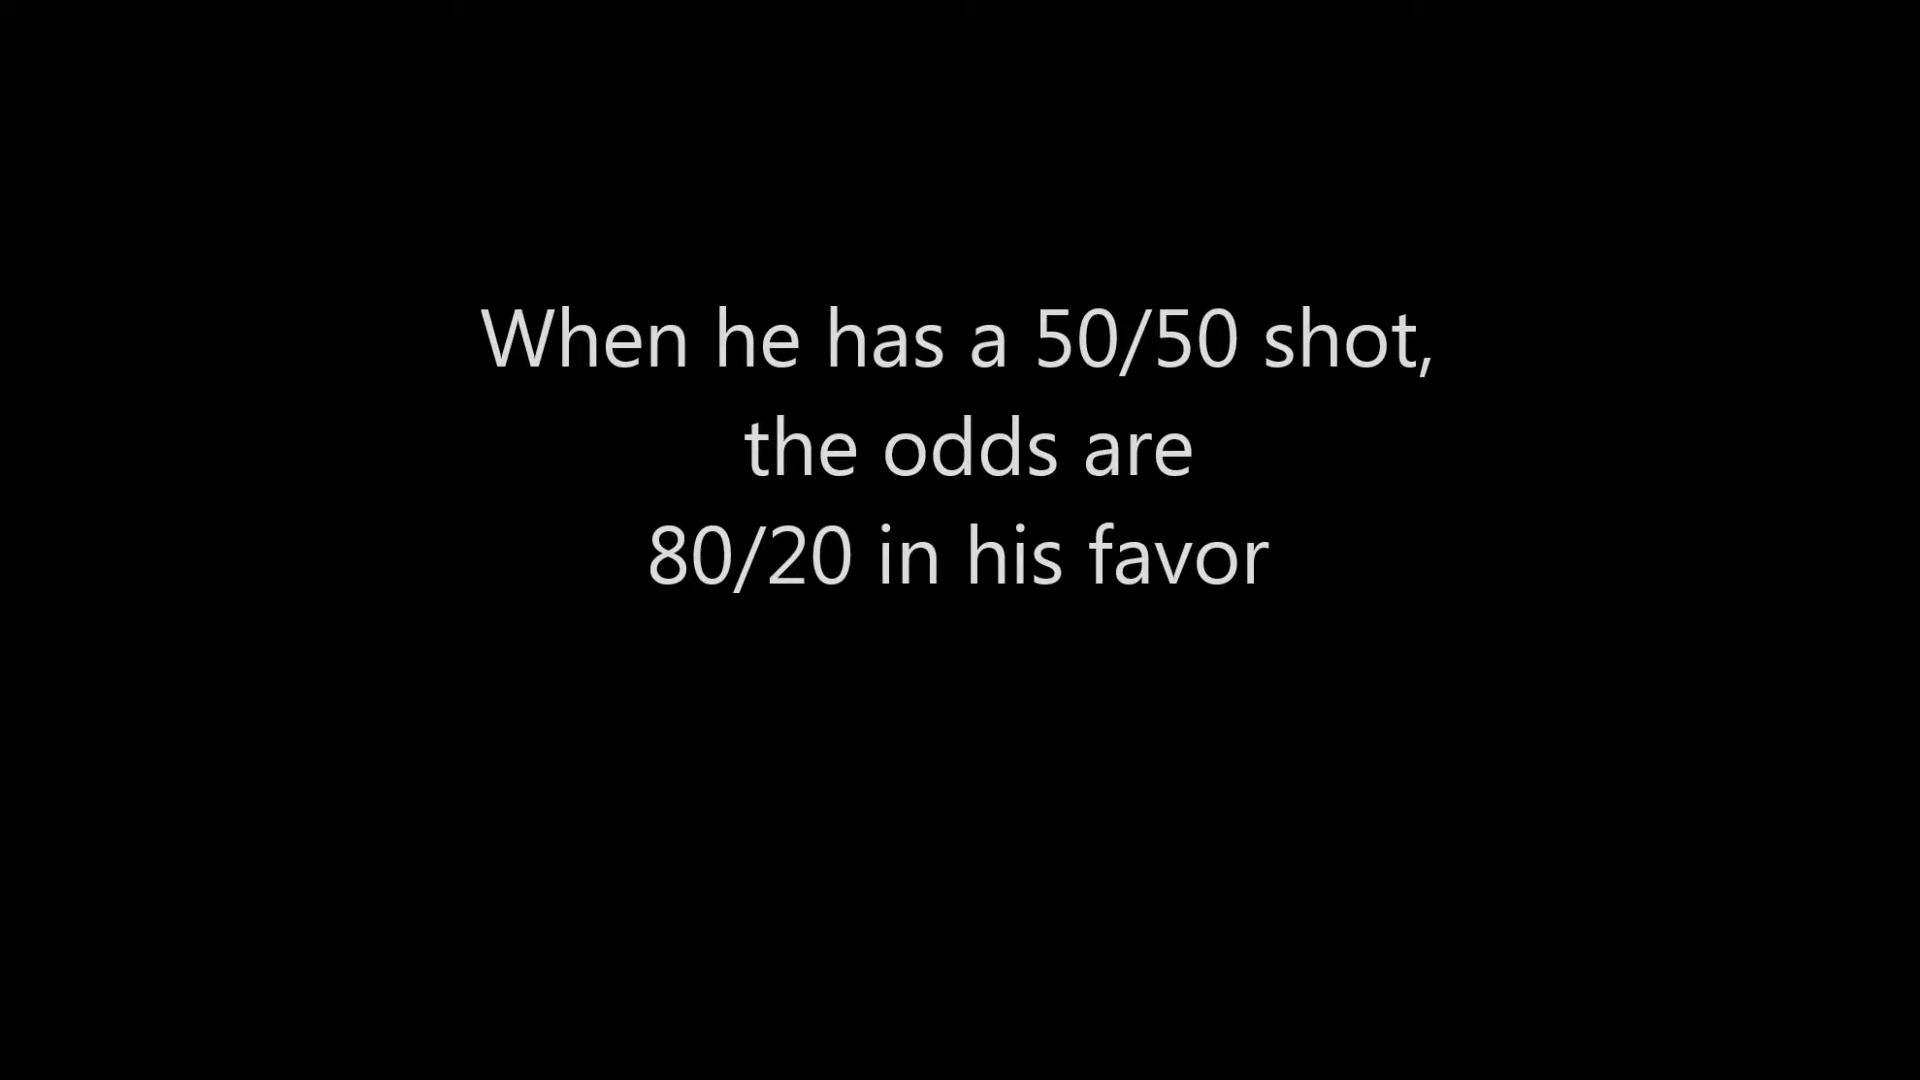 When he has a 50/50 shot,
the odds are
80/20 in his favor